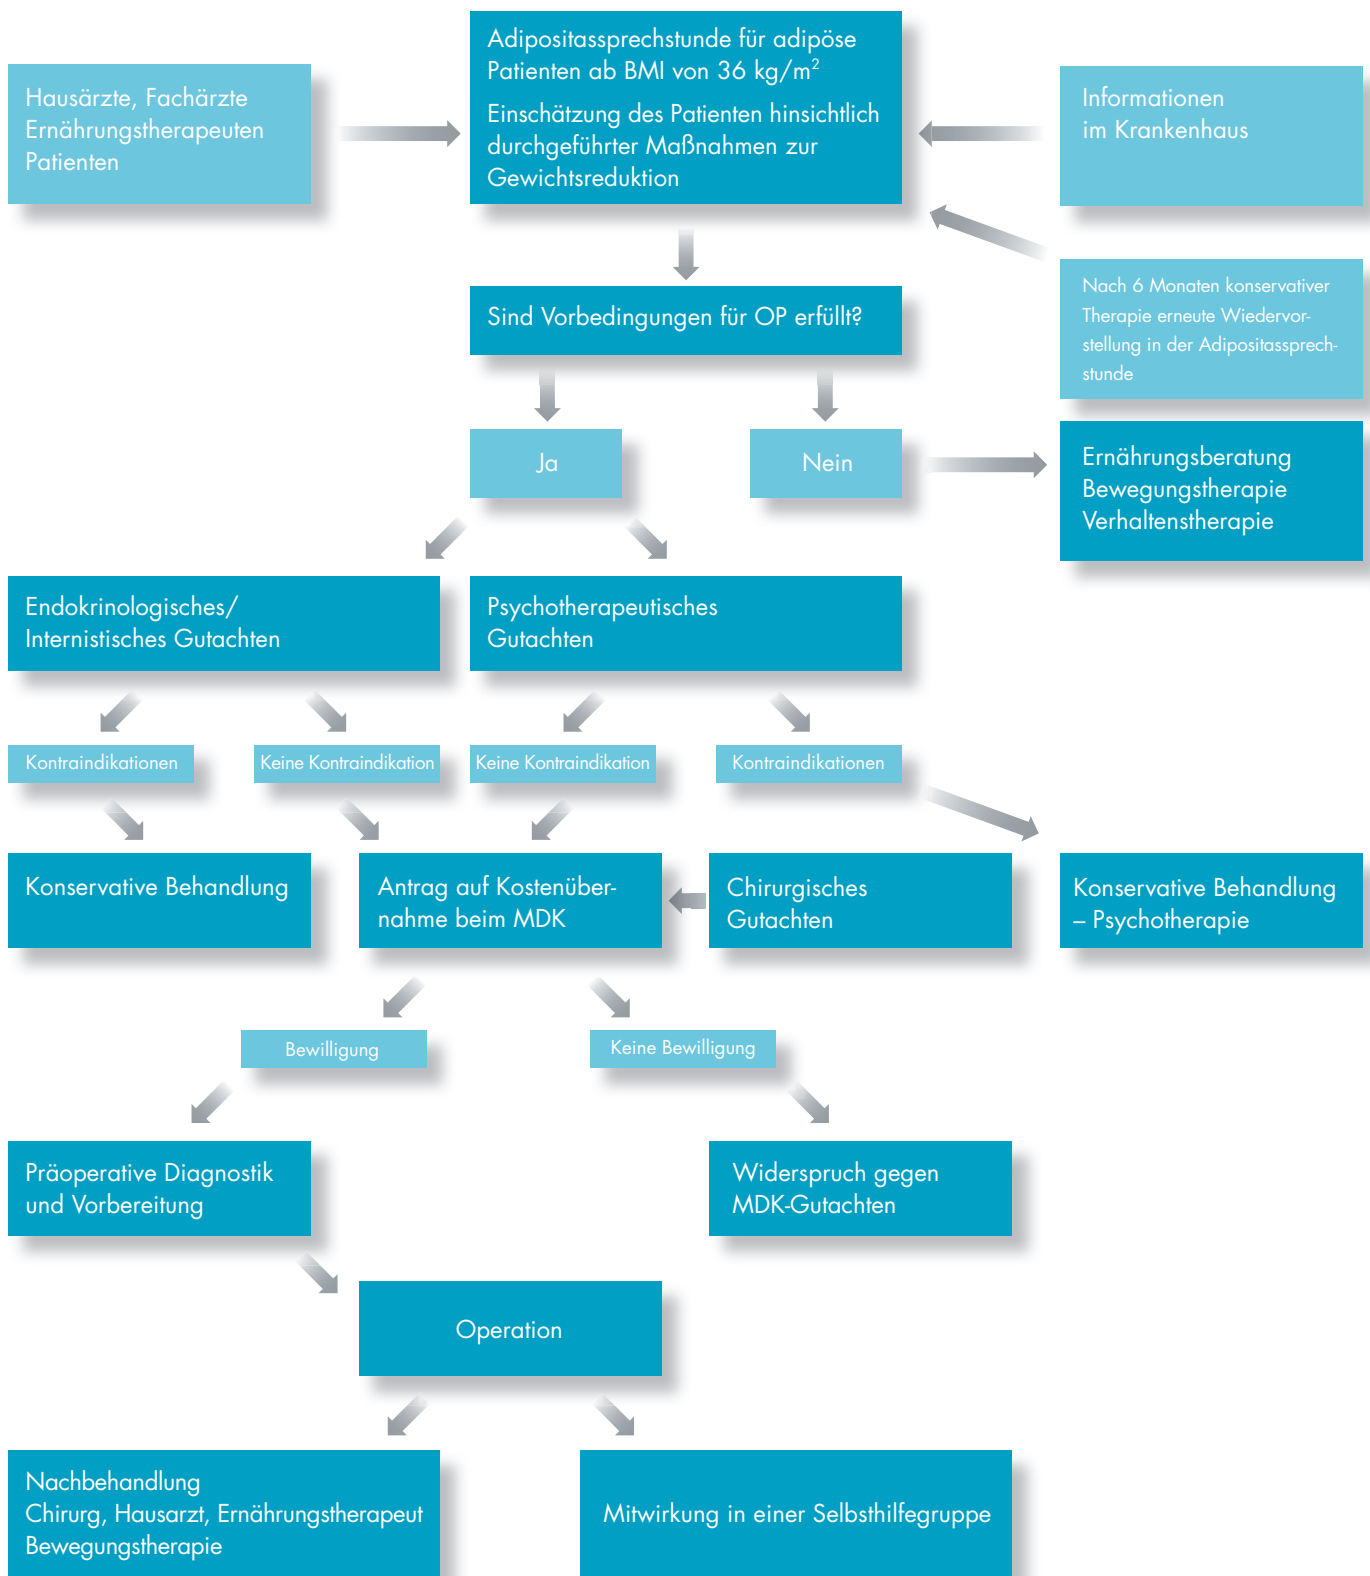 Adipositassprechstunde für adipöse
Patienten ab BMI von 36 kg/m²
Einschätzung des Patienten hinsichtlich
durchgeführter Maßnahmen zur
Gewichtsreduktion
Hausärzte, Fachärzte
Ernährungstherapeuten
Patienten
Informationen
im Krankenhaus
Nach 6 Monaten konservativer
Therapie erneute Wiedervor-
stellung in der Adipositassprech-
stunde
Sind Vorbedingungen für OP erfüllt?
Ja
Nein
Ernährungsberatung
Bewegungstherapie
Verhaltenstherapie
Endokrinologisches/
Internistisches Gutachten
Psychotherapeutisches
Gutachten
Kontraindikationen
Keine Kontraindikation
Keine Kontraindikation
Kontraindikationen
Konservative Behandlung
Antrag auf Kostenüber-
nahme beim MDK
Chirurgisches
Gutachten
Konservative Behandlung
– Psychotherapie
Bewilligung
Keine Bewilligung
Präoperative Diagnostik
und Vorbereitung
Widerspruch gegen
MDK-Gutachten
Operation
Nachbehandlung
Chirurg, Hausarzt, Ernährungstherapeut
Bewegungstherapie
Mitwirkung in einer Selbsthilfegruppe